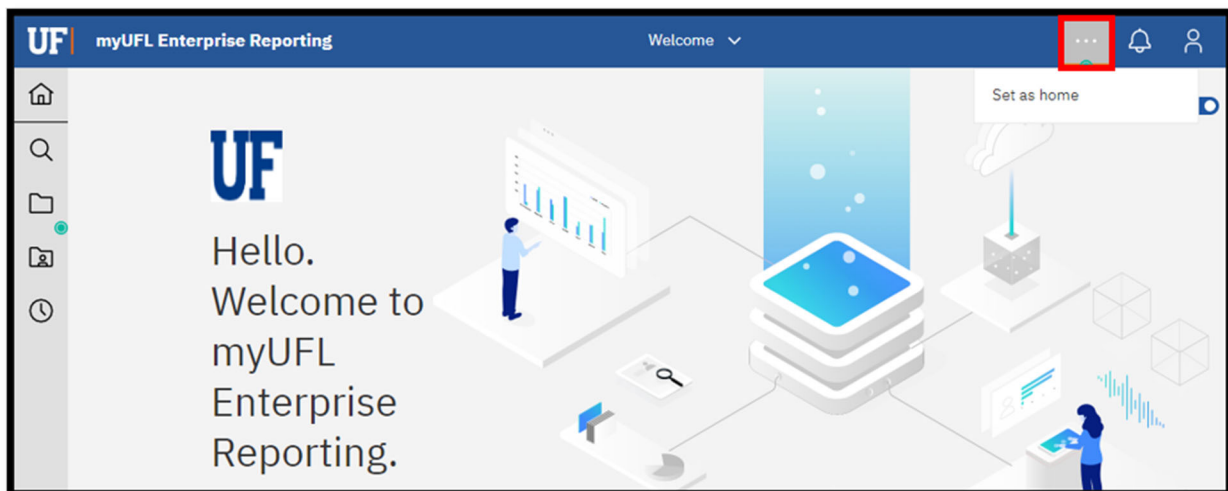 UF myUFL Enterprise Reporting Welcome
Set as home
UF
Hello.
Welcome to
myUFL
Enterprise
Reporting.